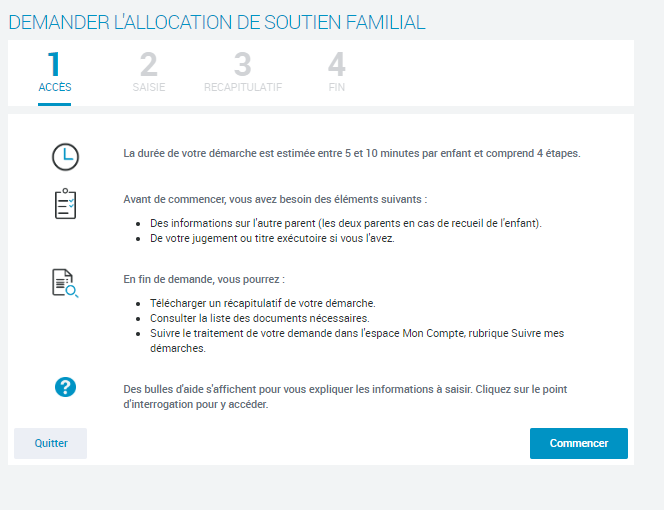 DEMANDER L'ALLOCATION DE SOUTIEN FAMILIAL
1 2 3 4
ACCÈS SAISIE RECAPITULATIF FIN
La durée de votre démarche est estimée entre 5 et 10 minutes par enfant et comprend 4 étapes.
Avant de commencer, vous avez besoin des éléments suivants :
• Des informations sur l'autre parent (les deux parents en cas de recueil de l'enfant).
• De votre jugement ou titre exécutoire si vous l'avez.
En fin de demande, vous pourrez :
• Télécharger un récapitulatif de votre démarche.
• Consulter la liste des documents nécessaires.
• Suivre le traitement de votre demande dans l'espace Mon Compte, rubrique Suivre mes
démarches.
?
Des bulles d'aide s'affichent pour vous expliquer les informations à saisir. Cliquez sur le point
d'interrogation pour y accéder.
Quitter Commencer